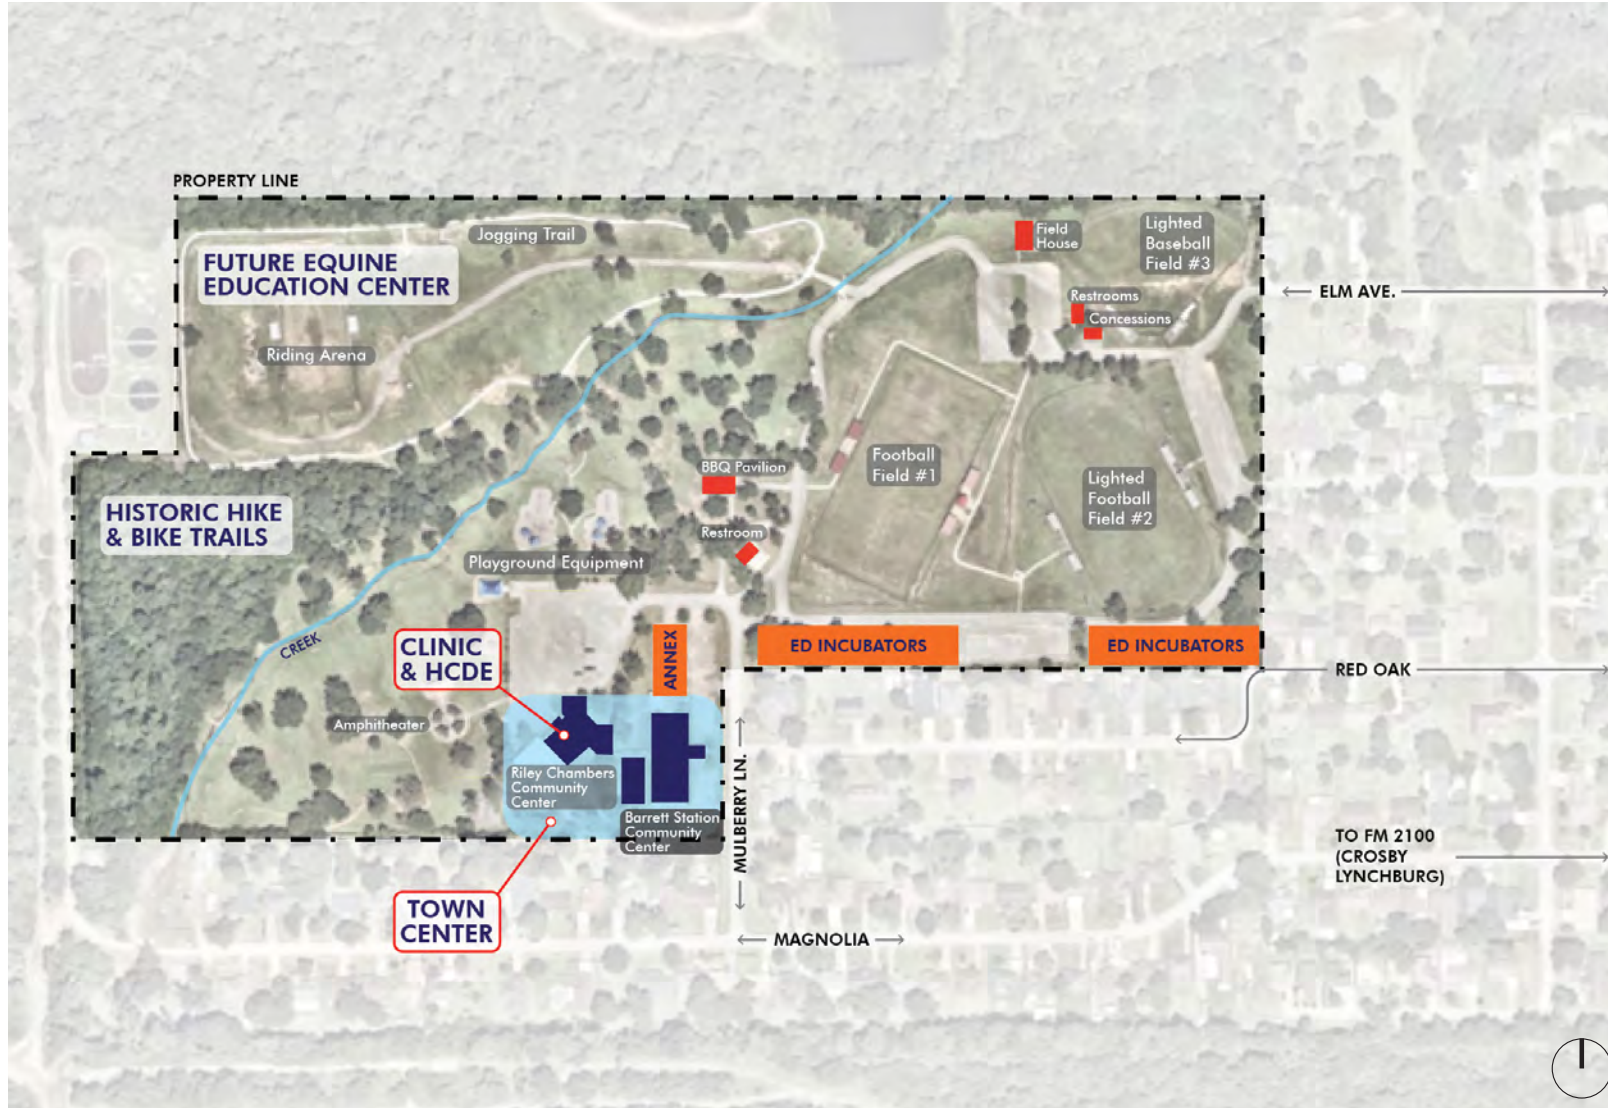 PROPERTY LINE
Jogging Trail
FUTURE EQUINE
EDUCATION CENTER
Riding Arena
Field
House
Lighted
Baseball
Field #3
Restrooms
Concessions
ELM AVE.
HISTORIC HIKE
& BIKE TRAILS
BBQ Pavilion
Football
Field #1
Lighted
Football
Field #2
Restroom
Playground Equipment
CREEK
CLINIC
& HCDE
ANNEX
ED INCUBATORS
ED INCUBATORS
RED OAK
Amphitheater
Riley Chambers
Community
Center
Barrett Station
Community
Center
MULBERRY LN.
TO FM 2100
(CROSBY
LYNCHBURG)
TOWN
CENTER
MAGNOLIA